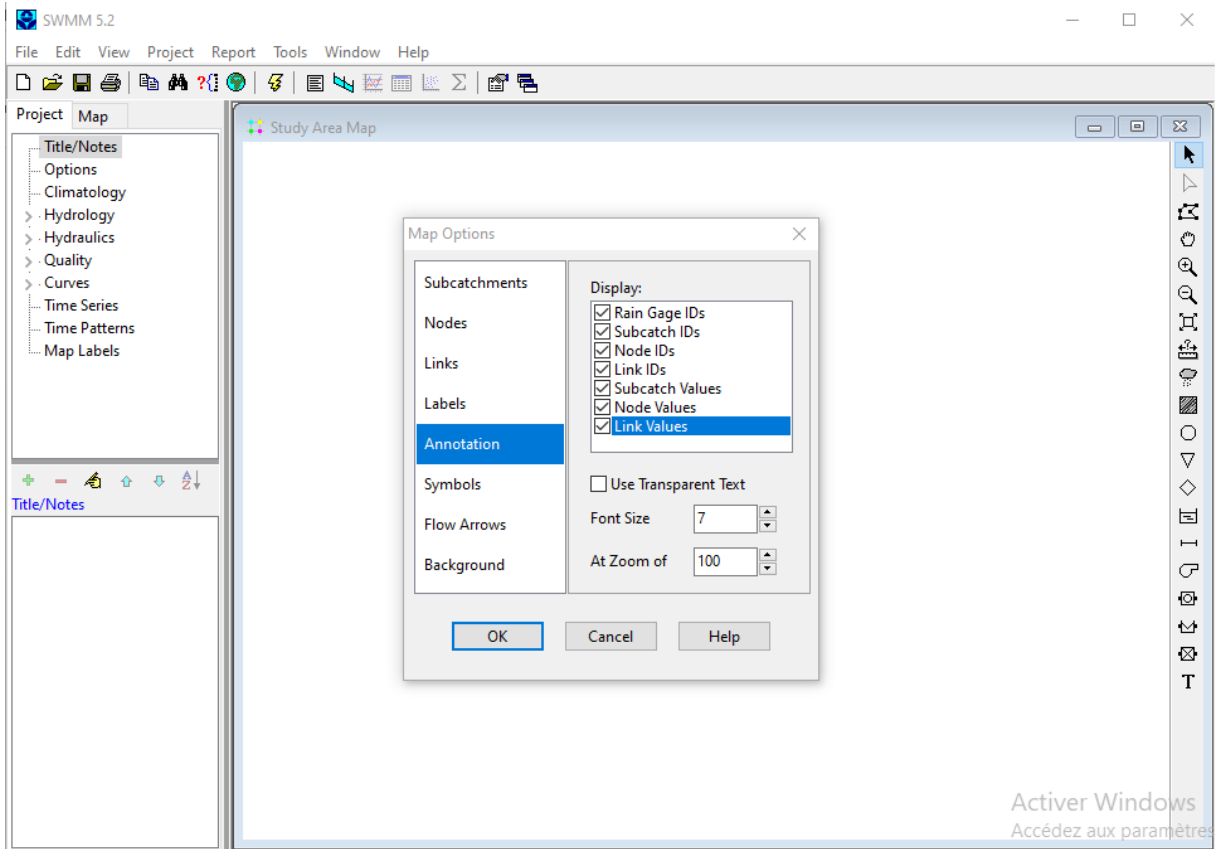 SWMM 5.2
File Edit View Project Report Tools Window Help
Project Map
Title/Notes
Options
Climatology
Hydrology
Hydraulics
Quality
Curves
Time Series
Time Patterns
Map Labels
Title/Notes
Study Area Map
Map Options
Subcatchments
Nodes
Links
Labels
Annotation
Symbols
Flow Arrows
Background
Display:
Rain Gage IDs
Subcatch IDs
Node IDs
Link IDs
Subcatch Values
Node Values
Link Values
Use Transparent Text
Font Size 7
At Zoom of 100
OK Cancel Help
T
Activer Windows
Accédez aux paramètres